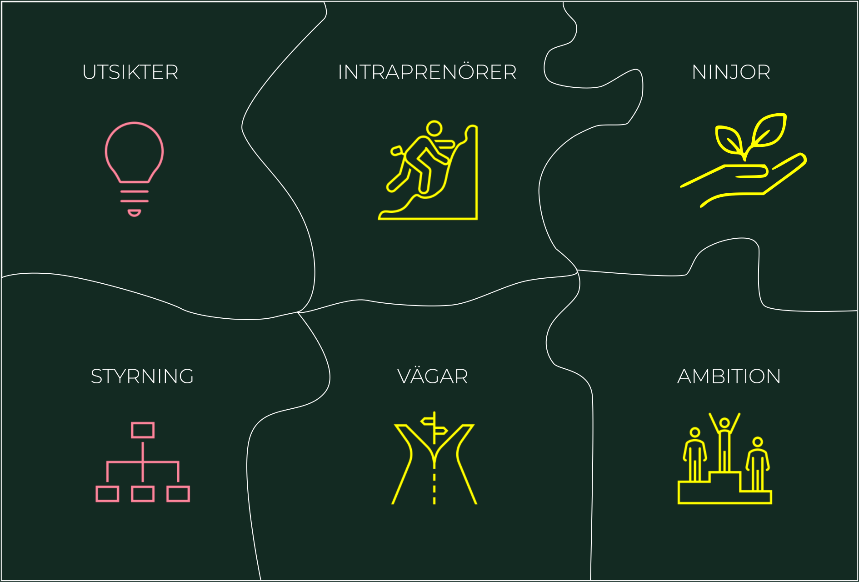 UTSIKTER
INTRAPRENÖRER
NINJOR
STYRNING
VÄGAR
AMBITION